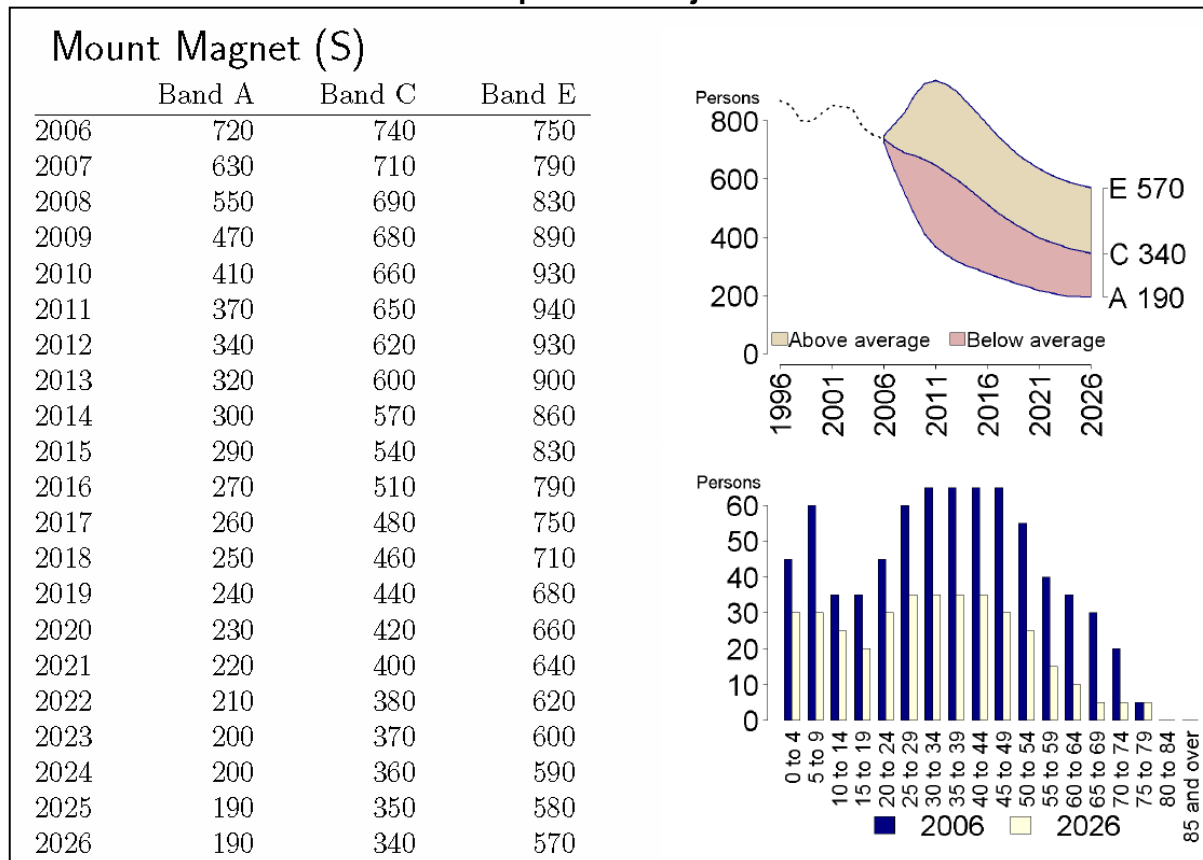 Mount Magnet (S)
Band A Band C Band E
2006 720 740 750
2007 630 710 790
2008 550 690 830
2009 470 680 890
2010 410 660 930
2011 370 650 940
2012 340 620 930
2013 320 600 900
2014 300 570 860
2015 290 540 830
2016 270 510 790
2017 260 480 750
2018 250 460 710
2019 240 440 680
2020 230 420 660
2021 220 400 640
2022 210 380 620
2023 200 370 600
2024 200 360 590
2025 190 350 580
2026 190 340 570
Persons
800
600
400
200
0
E 570
C 340
A 190
Above average Below average
1996 2001 2006 2011 2016 2021 2026
Persons
60
50
40
30
20
10
0
0 to 4 5 to 9 10 to 14 15 to 19 20 to 24 25 to 29 30 to 34 35 to 39 40 to 44 45 to 49 50 to 54 55 to 59 60 to 64 65 to 69 70 to 74 75 to 79 80 to 84 85 and over
2006 2026